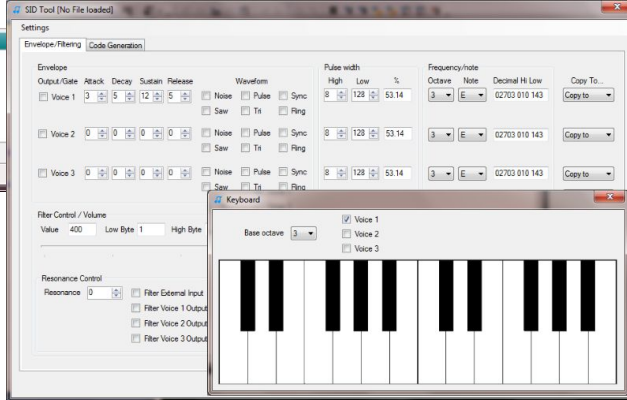 SID Tool [No File loaded]
Settings
Envelope/Filtering Code Generation
Envelope Pulse width Frequency/note
Output/Gate Attack Decay Sustain Release Waveform High Low % Octave Note Decimal Hi Low Copy To...
Voice 1 3 5 12 5 Noise Pulse Sync 8 128 53.14 3 E 02703 010 143 Copy to
Saw Tri Ring
Voice 2 0 0 0 0 Noise Pulse Sync 8 128 53.14 3 E 02703 010 143 Copy to
Saw Tri Ring
Voice 3 0 0 0 0 Noise Pulse Sync 8 128 53.14 3 E 02703 010 143 Copy to
Saw Tri Ring
Filter Control / Volume
Value 400 Low Byte 1 High Byte
Resonance Control
Resonance 0 Filter External Input
Filter Voice 1 Output
Filter Voice 2 Output
Filter Voice 3 Output
Keyboard
Base octave 3 Voice 1
Voice 2
Voice 3